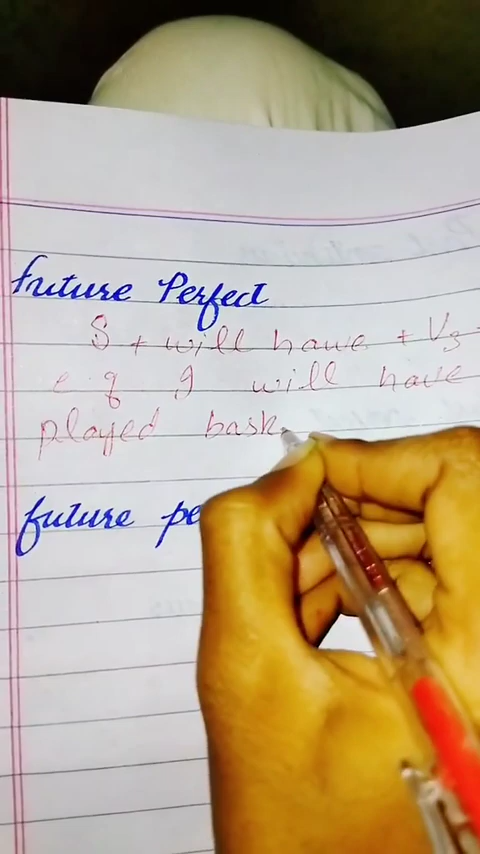 Future Perfect
S + will have + V3 +
e g I will have
played bask
future pe